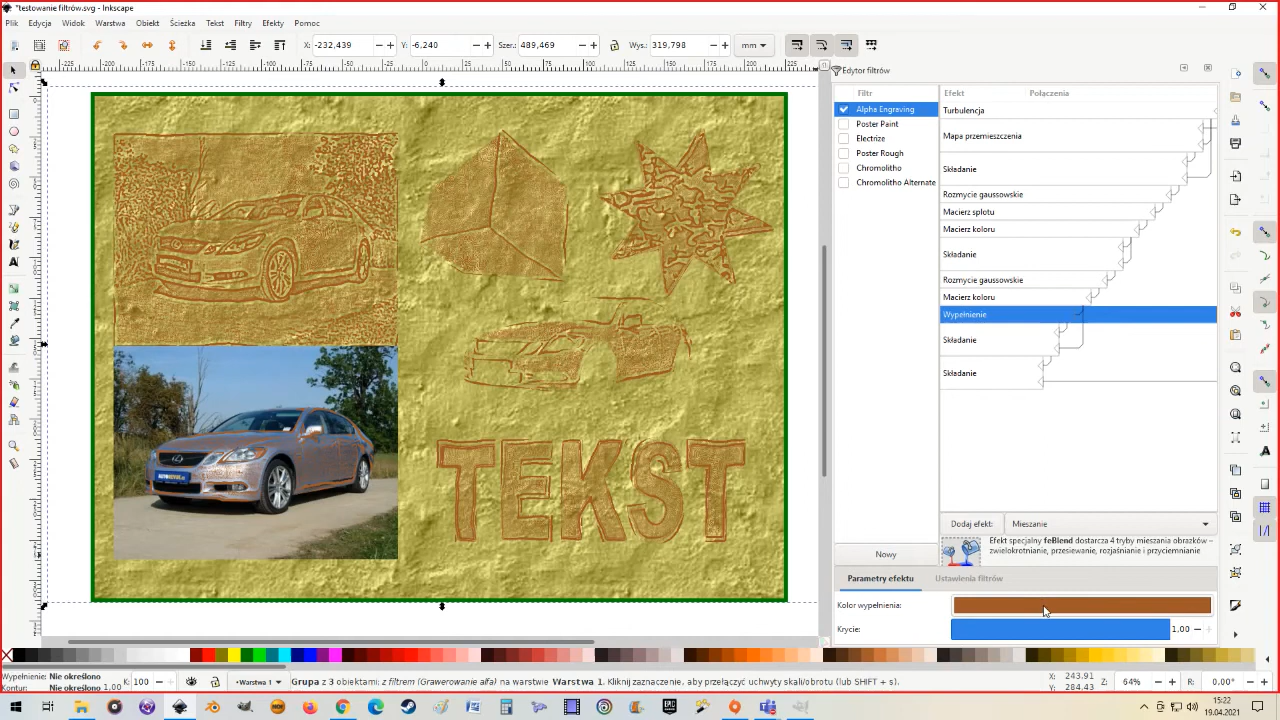 *testowanie filtrów.svg - Inkscape
Plik Edycja Widok Warstwa Obiekt Ścieżka Tekst Filtry Efekty Pomoc
X: -232,439 Y: -6,240 Szer.: 489,469 Wys.: 319,798 mm
Edytor filtrów
Filtr Efekt Połączenia
Alpha Engraving
Poster Paint
Electrize
Poster Rough
Chromolitho
Chromolitho Alternate
Turbulencja
Mapa przemieszczenia
Składanie
Rozmycie gaussowskie
Macierz splotu
Macierz koloru
Składanie
Rozmycie gaussowskie
Macierz koloru
Wypełnienie
Składanie
Składanie
TEKST
Dodaj efekt: Mieszanie
Efekt specjalny feBlend dostarcza 4 tryby mieszania obrazków –
zwielokrotnianie, przesiewanie, rozjaśnianie i przyciemnianie
Nowy
Parametry efektu Ustawienia filtrów
Kolor wypełnienia:
Krycie: 1,00
Wypełnienie: Nie określono
Kontur: Nie określono 1,00
K: 100
•Warstwa 1
Grupa z 3 obiektami; z filtrem (Grawerowanie alfa) na warstwie Warstwa 1. Kliknij zaznaczenie, aby przełączyć uchwyty skali/obrotu (lub SHIFT + s).
X: 243.91
Y: 284.43
Z: 64%
R: 0.00°
15:22
19.04.2021